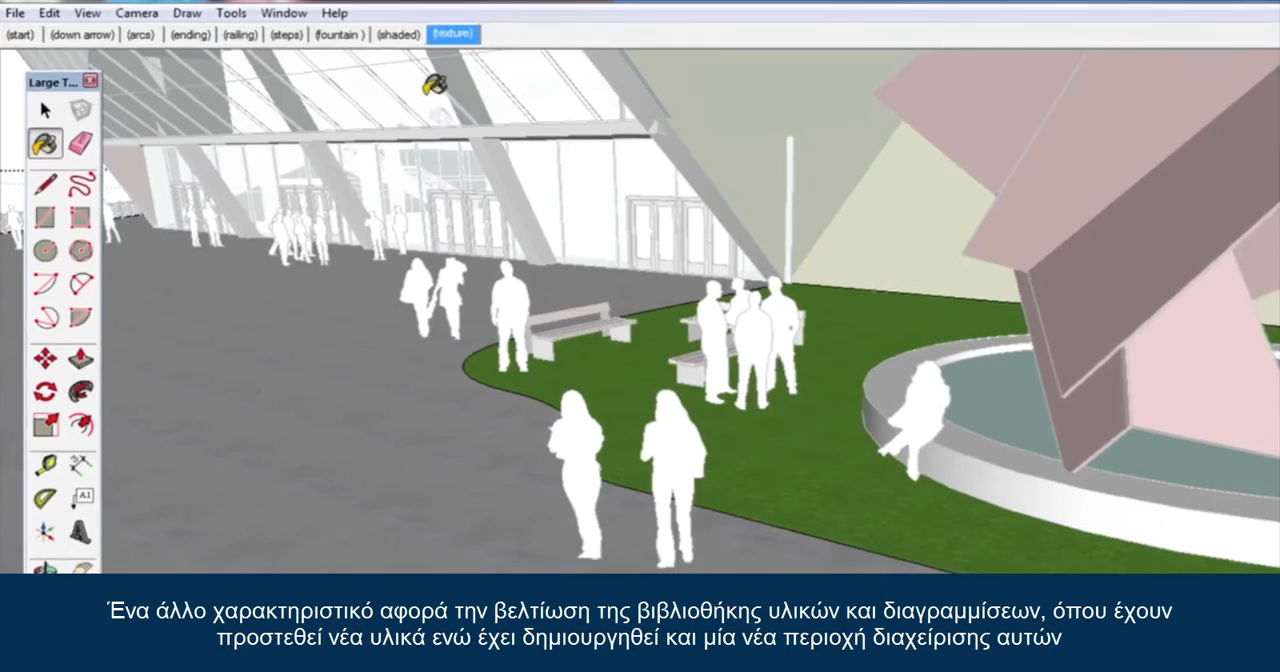 File Edit View Camera Draw Tools Window Help
(start) (down arrow) (arcs) (ending) (railing) (steps) (fountain ) (shaded) (texture)
Large T...
A1
Ένα άλλο χαρακτηριστικό αφορά την βελτίωση της βιβλιοθήκης υλικών και διαγραμμίσεων, όπου έχουν
προστεθεί νέα υλικά ενώ έχει δημιουργηθεί και μία νέα περιοχή διαχείρισης αυτών